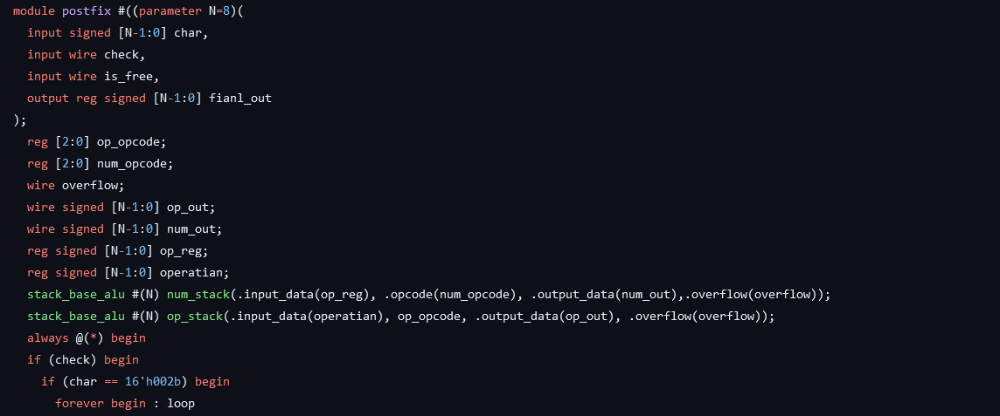 module postfix #((parameter N=8)(
input signed [N-1:0] char,
input wire check,
input wire is_free,
output reg signed [N-1:0] fianl_out
);
reg [2:0] op_opcode;
reg [2:0] num_opcode;
wire overflow;
wire signed [N-1:0] op_out;
wire signed [N-1:0] num_out;
reg signed [N-1:0] op_reg;
reg signed [N-1:0] operatian;
stack_base_alu #(N) num_stack(.input_data(op_reg), .opcode(num_opcode), .output_data(num_out),.overflow(overflow));
stack_base_alu #(N) op_stack(.input_data(operatian), op_opcode, .output_data(op_out), .overflow(overflow));
always @(*) begin
if (check) begin
if (char == 16'h002b) begin
forever begin : loop